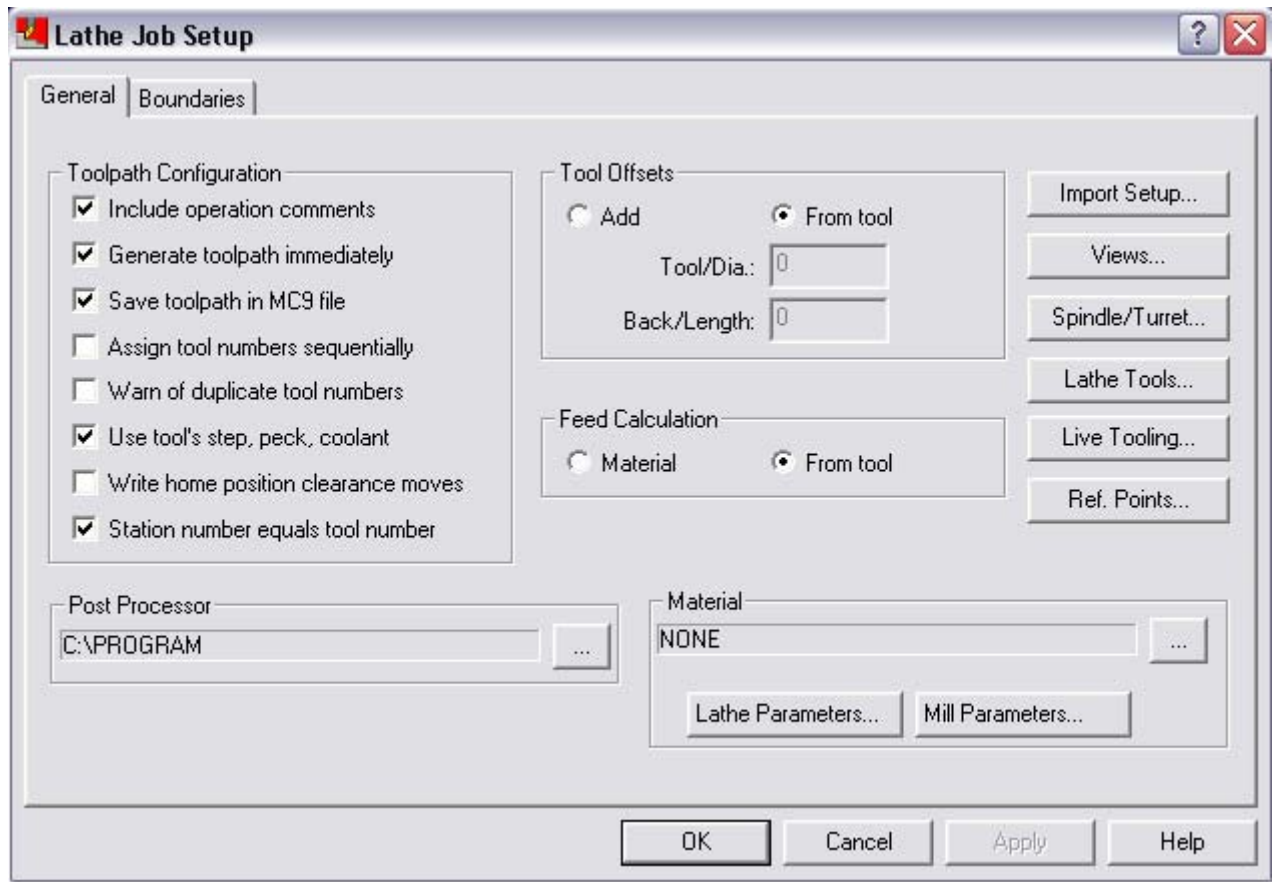 Lathe Job Setup
General
Boundaries
Toolpath Configuration
Include operation comments
Generate toolpath immediately
Save toolpath in MC9 file
Assign tool numbers sequentially
Warn of duplicate tool numbers
Use tool's step, peck, coolant
Write home position clearance moves
Station number equals tool number
Tool Offsets
Add
From tool
Tool/Dia.: 0
Back/Length: 0
Feed Calculation
Material
From tool
Import Setup...
Views...
Spindle/Turret...
Lathe Tools...
Live Tooling...
Ref. Points...
Post Processor
C:\PROGRAM
...
Material
NONE
...
Lathe Parameters...
Mill Parameters...
OK
Cancel
Apply
Help